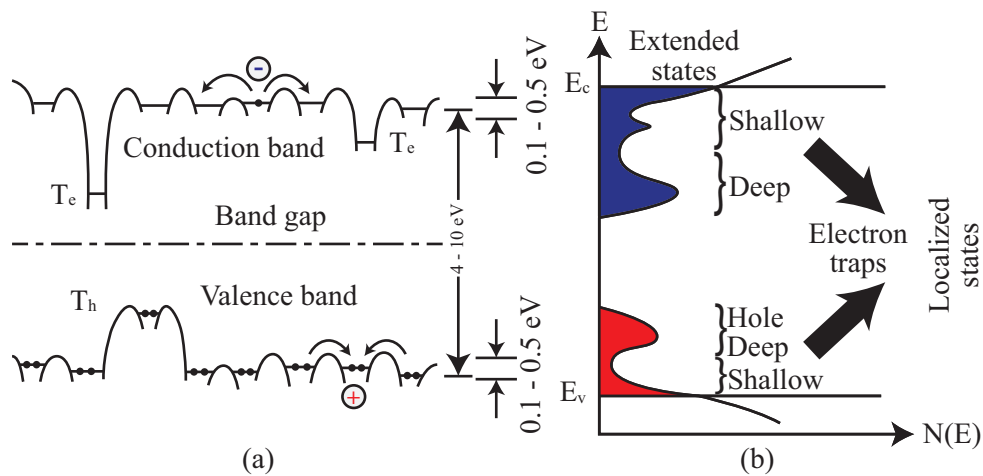 -
Conduction band
Te
Te
Band gap
4 - 10 eV
0.1 - 0.5 eV
Th
Valence band
0.1 - 0.5 eV
+
(a)
E
Extended
states
Ec
Shallow
Deep
Electron
traps
Localized
states
Hole
Deep
Shallow
Ev
N(E)
(b)